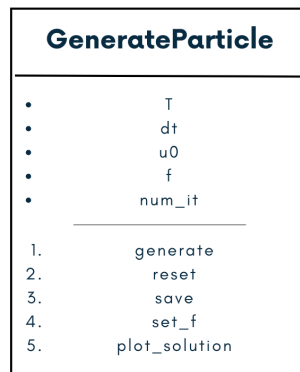 GenerateParticle
• T
• dt
• u0
• f
• num_it
1. generate
2. reset
3. save
4. set_f
5. plot_solution